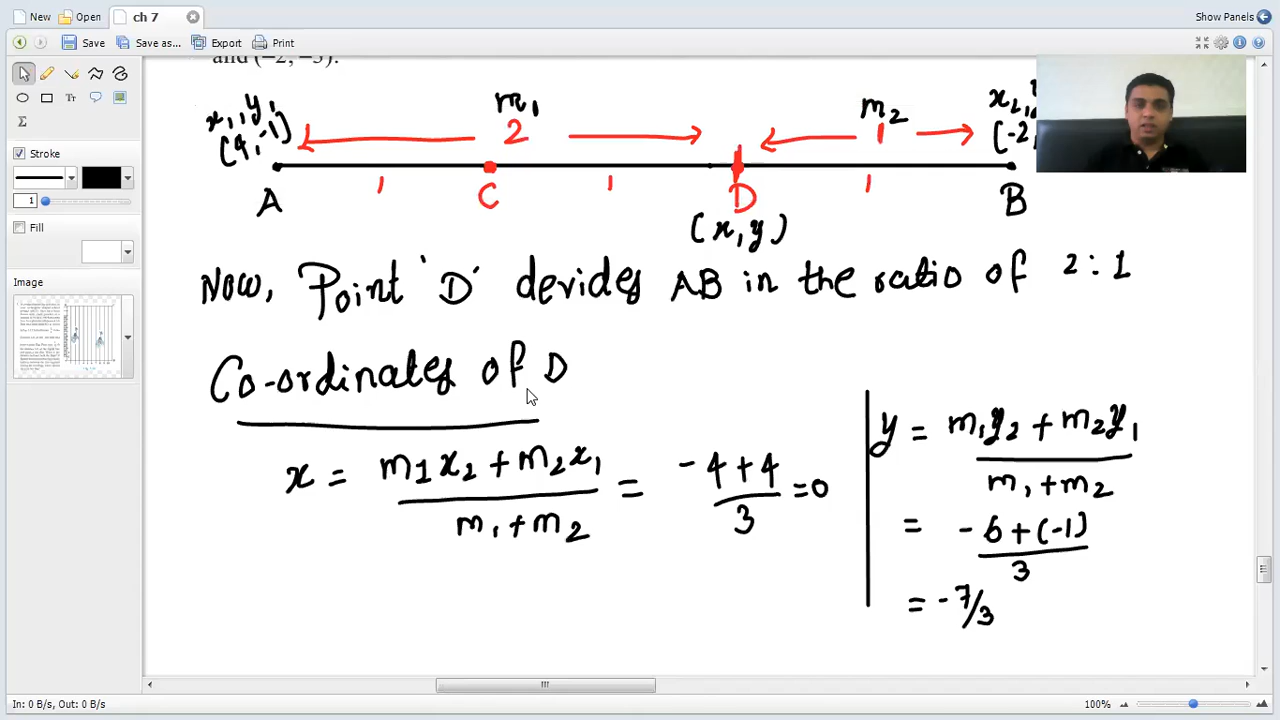 New Open ch 7 Show Panels
Save Save as... Export Print
and (−2, −3).
Stroke
1
Fill
Image
x₁, y₁ m₁ m₂ x₂,
(4,-1) 2 1 (-2,
1 1 1
A C D B
(x, y)
Now, Point 'D' devides AB in the ratio of 2 : 1
Co-ordinates of D
x = m1x₂ + m₂x₁ / m₁ + m₂ = -4 + 4 / 3 = 0
y = m₁y₂ + m₂y₁ / m₁ + m₂
= -6 + (-1) / 3
= -7/3
In: 0 B/s, Out: 0 B/s 100%